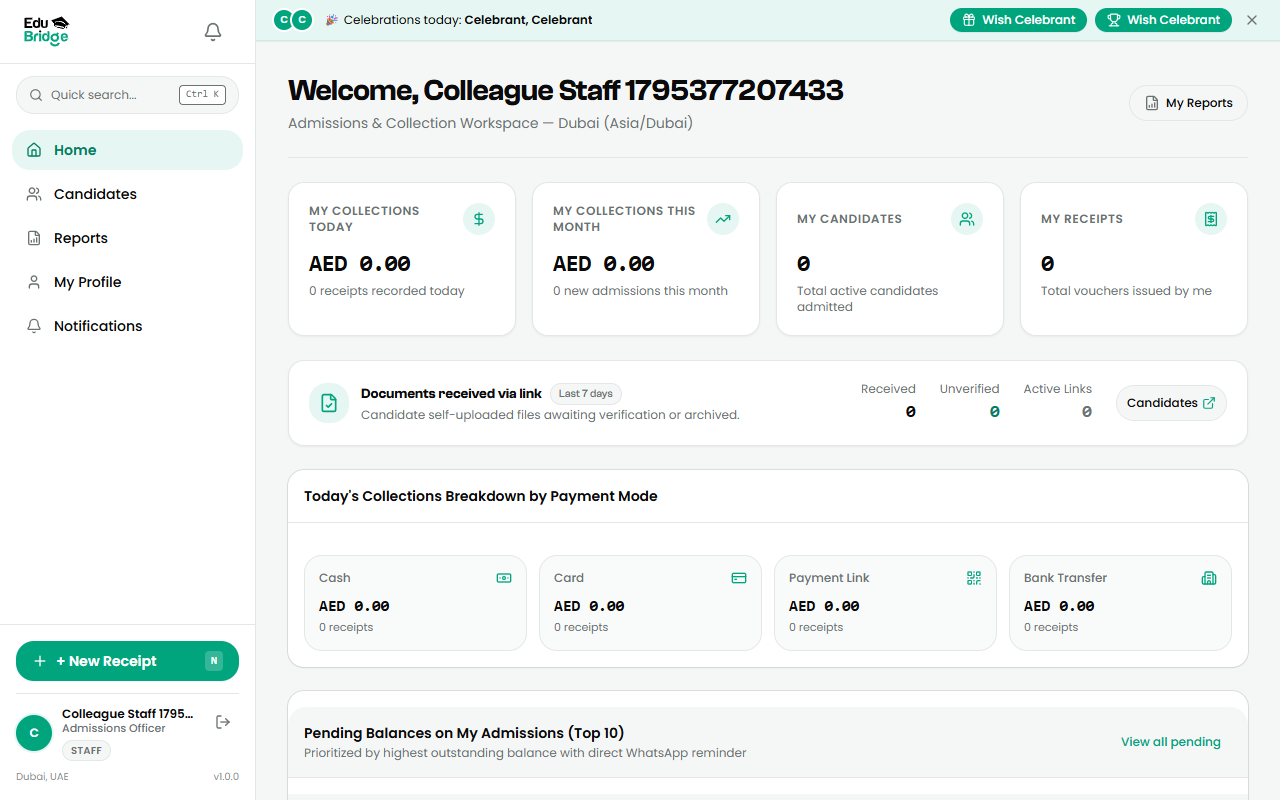 Edu
Bridge
C C 🎉 Celebrations today: Celebrant, Celebrant
Wish Celebrant
Wish Celebrant
Quick search...
Ctrl K
Home
Candidates
Reports
My Profile
Notifications
+ New Receipt
N
C
Colleague Staff 1795...
Admissions Officer
STAFF
Dubai, UAE
v1.0.0
Welcome, Colleague Staff 1795377207433
Admissions & Collection Workspace — Dubai (Asia/Dubai)
My Reports
MY COLLECTIONS
TODAY
AED 0.00
0 receipts recorded today
MY COLLECTIONS THIS
MONTH
AED 0.00
0 new admissions this month
MY CANDIDATES
0
Total active candidates
admitted
MY RECEIPTS
0
Total vouchers issued by me
Documents received via link
Last 7 days
Candidate self-uploaded files awaiting verification or archived.
Received
0
Unverified
0
Active Links
0
Candidates
Today's Collections Breakdown by Payment Mode
Cash
AED 0.00
0 receipts
Card
AED 0.00
0 receipts
Payment Link
AED 0.00
0 receipts
Bank Transfer
AED 0.00
0 receipts
Pending Balances on My Admissions (Top 10)
Prioritized by highest outstanding balance with direct WhatsApp reminder
View all pending